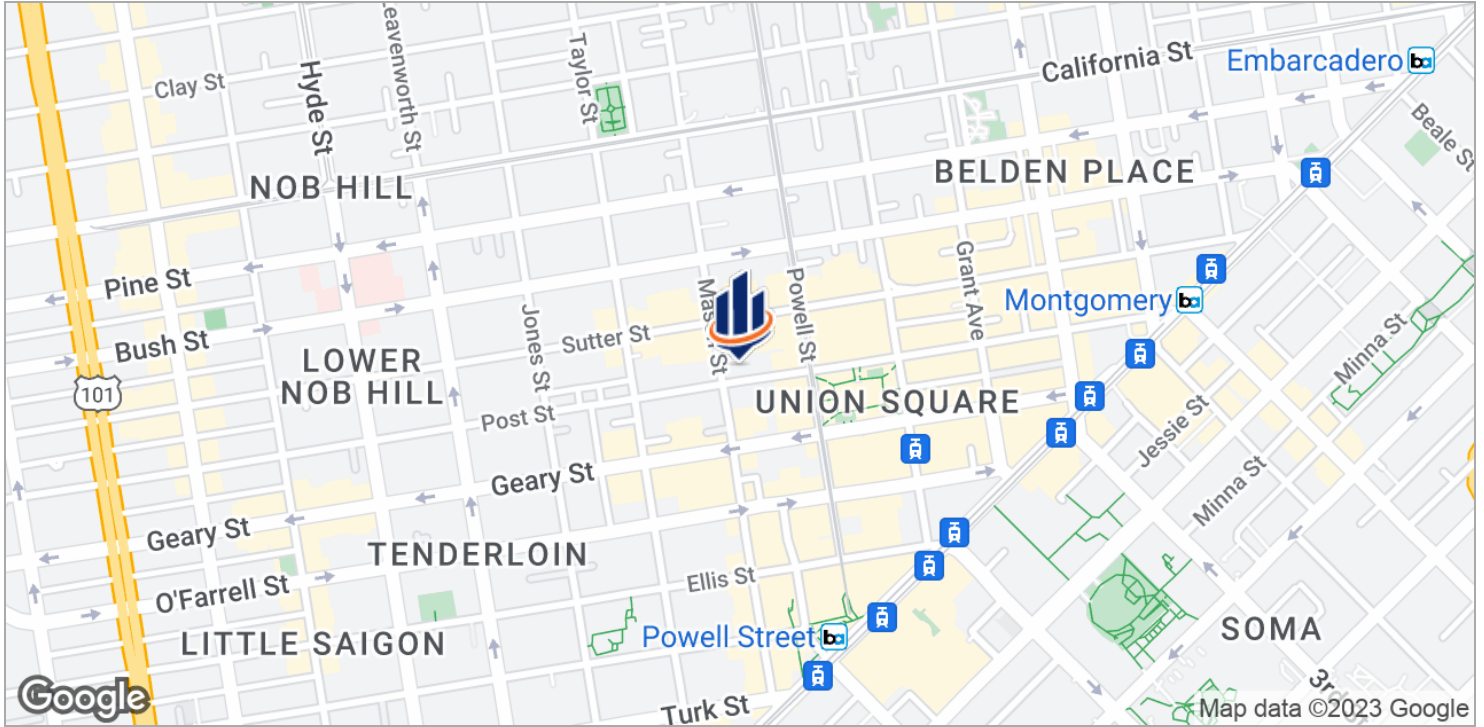 Leavenworth St
Taylor St
Hyde St
Clay St
California St
Embarcadero
Beale St
NOB HILL
BELDEN PLACE
Pine St
Powell St
Grant Ave
Montgomery
Bush St
Jones St
Sutter St
St
Minna St
LOWER
NOB HILL
101
UNION SQUARE
Post St
Jessie St
Geary St
Minna St
Geary St
TENDERLOIN
Ellis St
O'Farrell St
LITTLE SAIGON
Powell Street
SOMA
3rd
Turk St
Google
Map data ©2023 Google